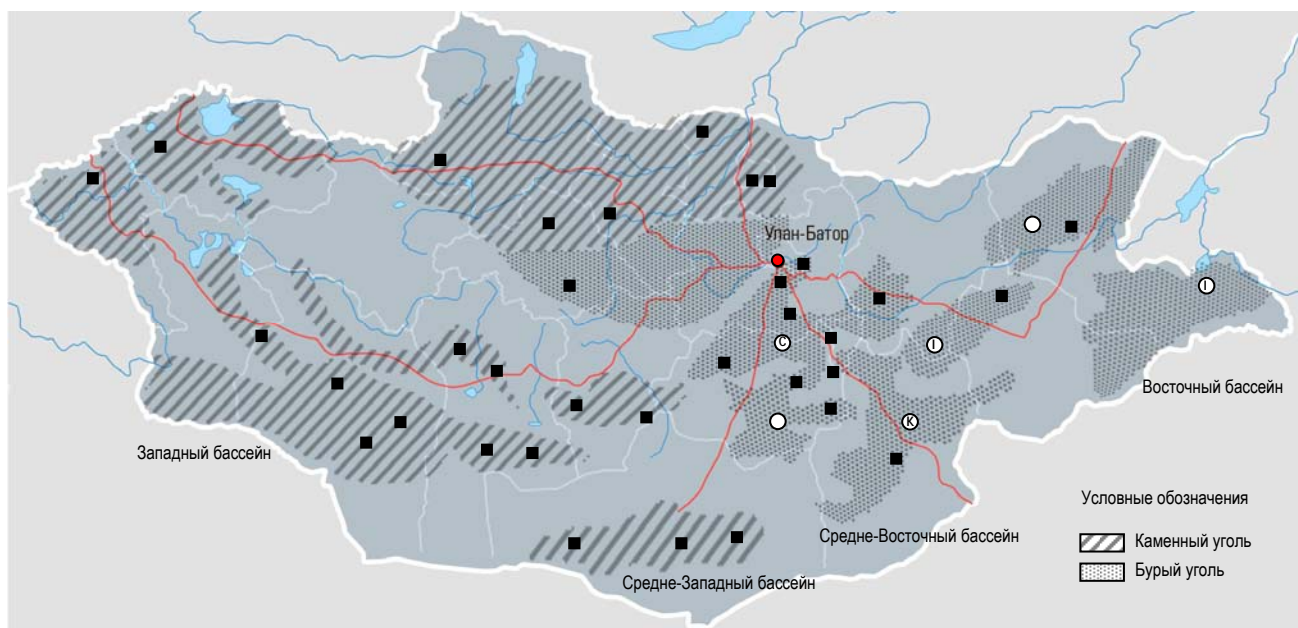 Улан-Батор
I
C
I
Восточный бассейн
K
Западный бассейн
Условные обозначения
Каменный уголь
Средне-Восточный бассейн
Бурый уголь
Средне-Западный бассейн